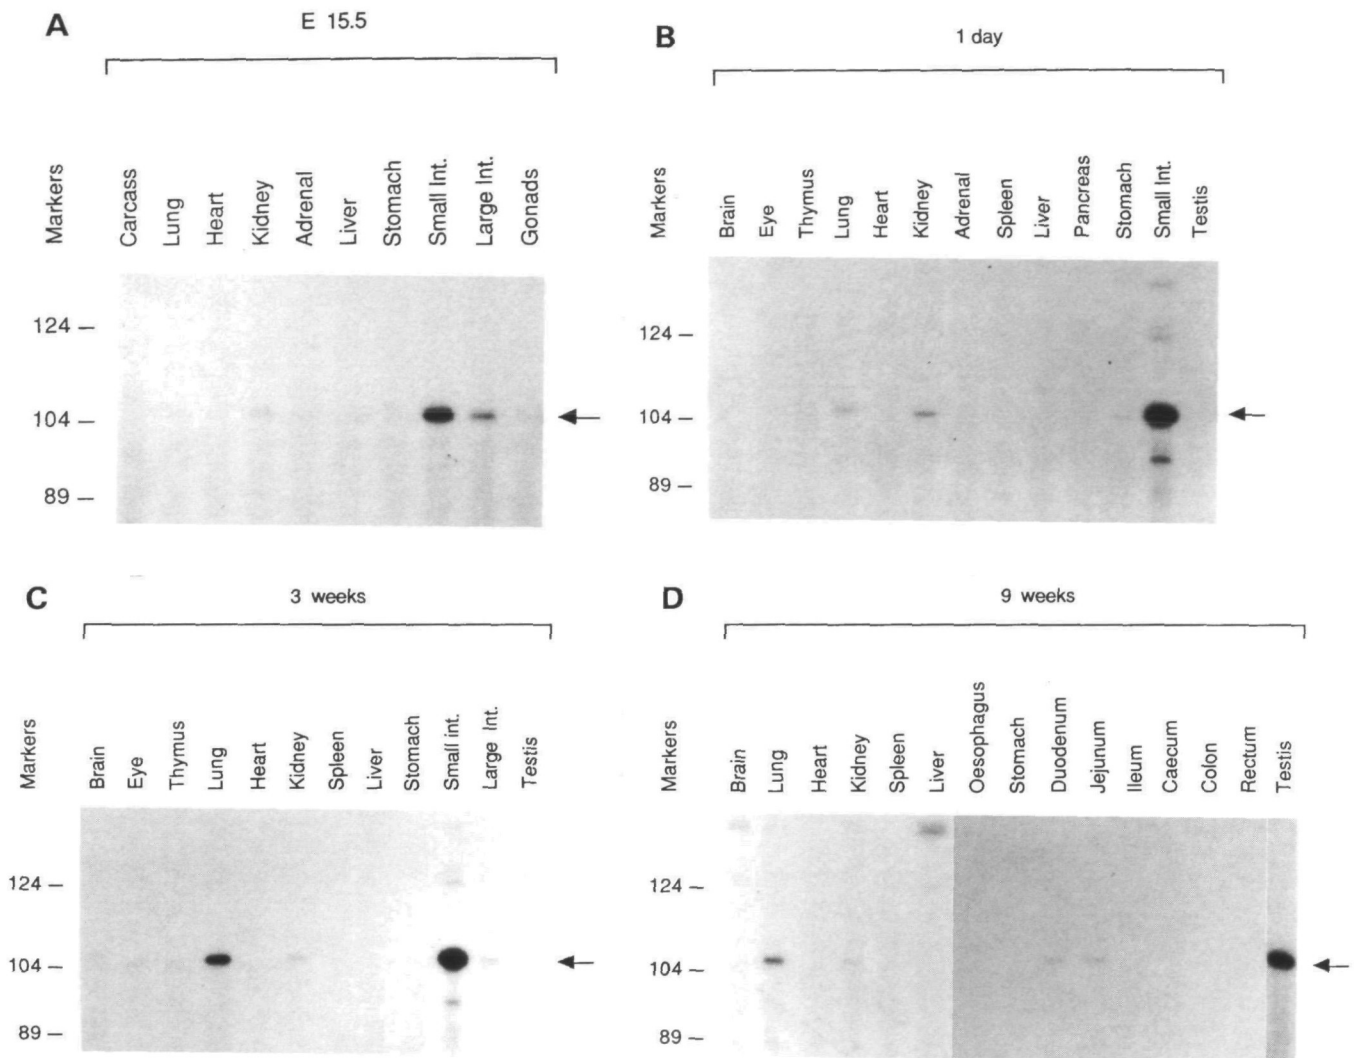 A
E 15.5
Markers
Carcass
Lung
Heart
Kidney
Adrenal
Liver
Stomach
Small Int.
Large Int.
Gonads
124
104
89
B
1 day
Markers
Brain
Eye
Thymus
Lung
Heart
Kidney
Adrenal
Spleen
Liver
Pancreas
Stomach
Small Int.
Testis
124
104
89
C
3 weeks
Markers
Brain
Eye
Thymus
Lung
Heart
Kidney
Spleen
Liver
Stomach
Small int.
Large Int.
Testis
124
104
89
D
9 weeks
Markers
Brain
Lung
Heart
Kidney
Spleen
Liver
Oesophagus
Stomach
Duodenum
Jejunum
Ileum
Caecum
Colon
Rectum
Testis
124
104
89